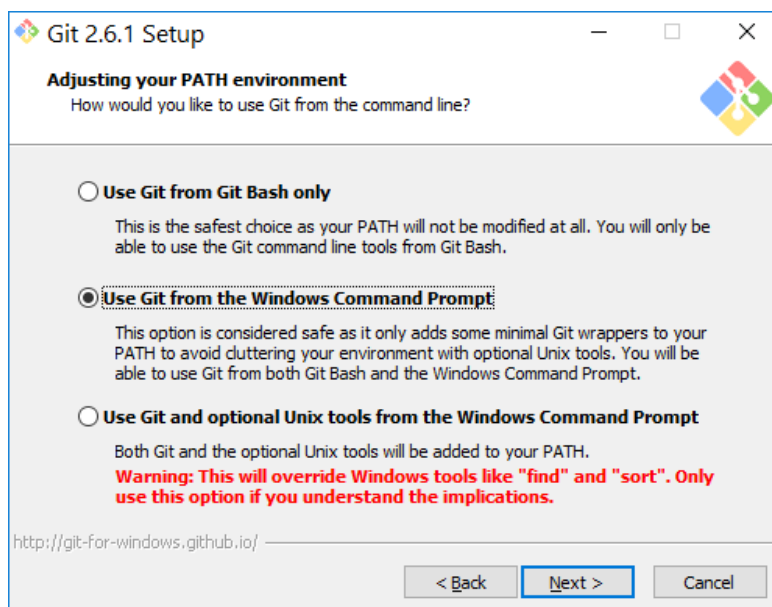 Git 2.6.1 Setup
Adjusting your PATH environment
How would you like to use Git from the command line?
Use Git from Git Bash only
This is the safest choice as your PATH will not be modified at all. You will only be
able to use the Git command line tools from Git Bash.
Use Git from the Windows Command Prompt
This option is considered safe as it only adds some minimal Git wrappers to your
PATH to avoid cluttering your environment with optional Unix tools. You will be
able to use Git from both Git Bash and the Windows Command Prompt.
Use Git and optional Unix tools from the Windows Command Prompt
Both Git and the optional Unix tools will be added to your PATH.
Warning: This will override Windows tools like "find" and "sort". Only
use this option if you understand the implications.
http://git-for-windows.github.io/
< Back Next > Cancel